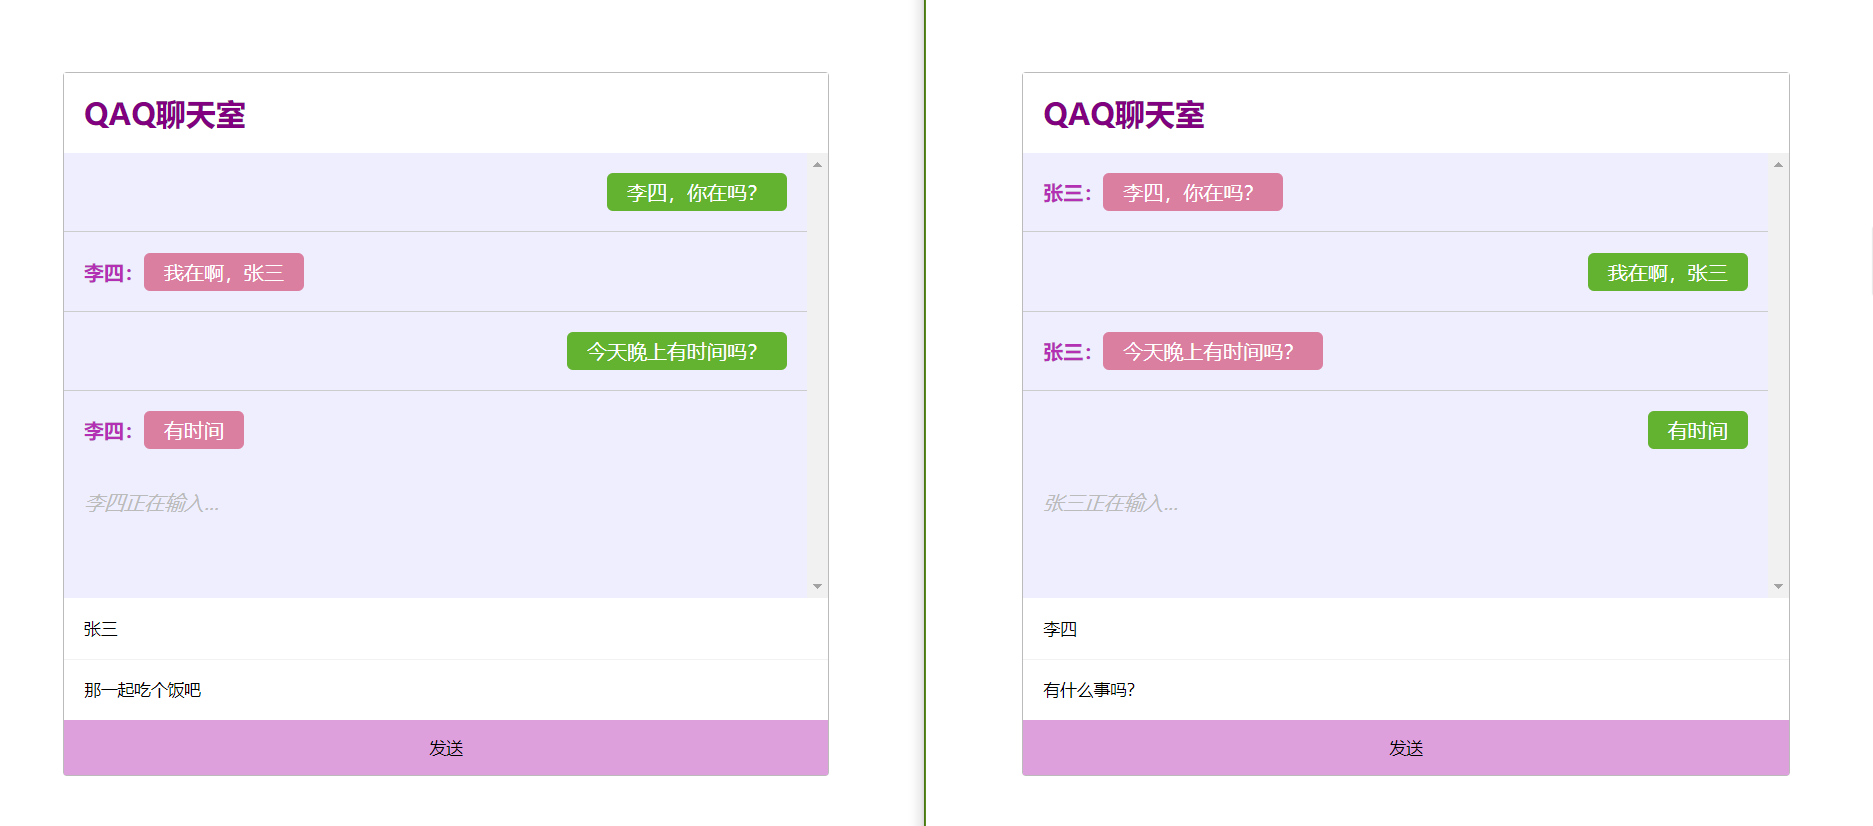 QAQ聊天室
李四，你在吗？
李四：我在啊，张三
今天晚上有时间吗？
李四：有时间
李四正在输入...
张三
那一起吃个饭吧
发送
QAQ聊天室
张三：李四，你在吗？
我在啊，张三
张三：今天晚上有时间吗？
有时间
张三正在输入...
李四
有什么事吗？
发送